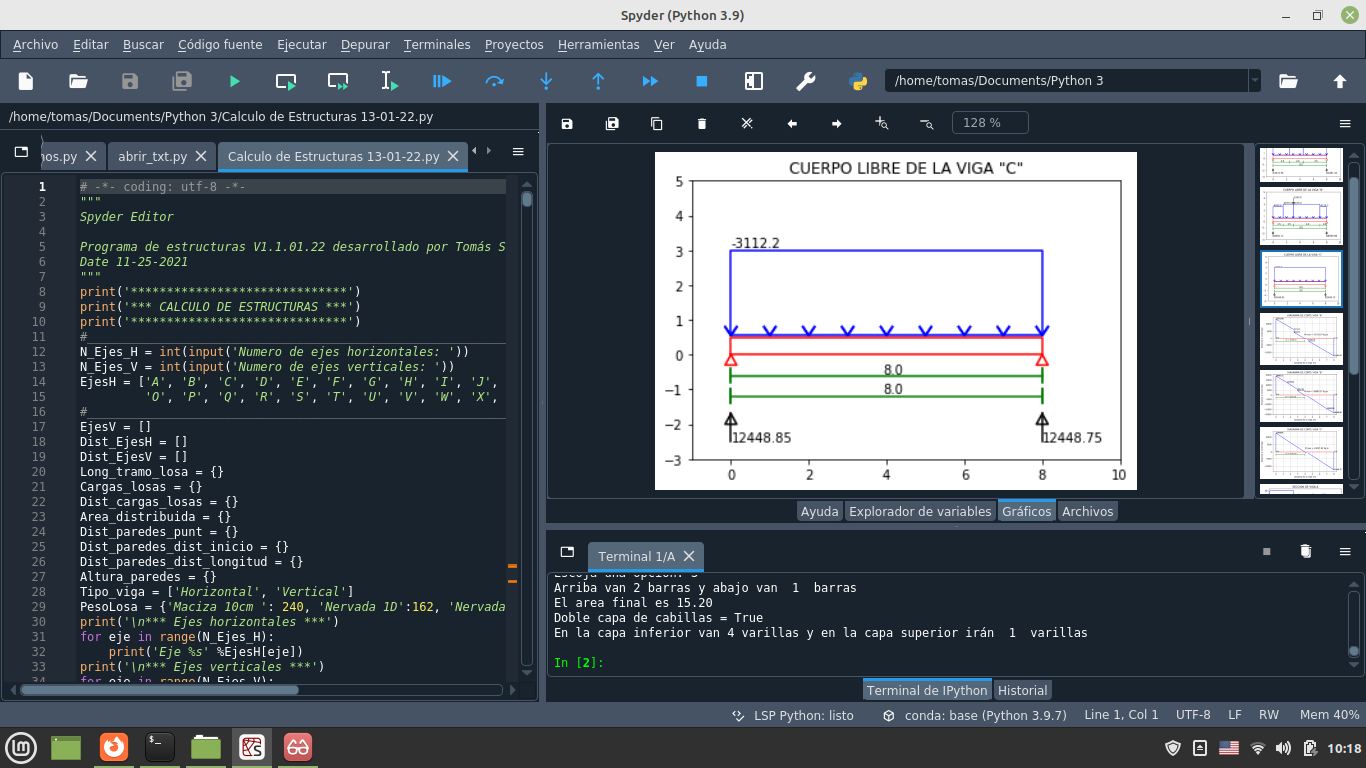 Spyder (Python 3.9)
Archivo Editar Buscar Código fuente Ejecutar Depurar Terminales Proyectos Herramientas Ver Ayuda
/home/tomas/Documents/Python 3
/home/tomas/Documents/Python 3/Calculo de Estructuras 13-01-22.py
os.py abrir_txt.py Calculo de Estructuras 13-01-22.py
1 # -*- coding: utf-8 -*-
2 """
3 Spyder Editor
4
5 Programa de estructuras V1.1.01.22 desarrollado por Tomás S
6 Date 11-25-2021
7 """
8 print('******************************')
9 print('*** CALCULO DE ESTRUCTURAS ***')
10 print('******************************')
11 #
12 N_Ejes_H = int(input('Numero de ejes horizontales: '))
13 N_Ejes_V = int(input('Numero de ejes verticales: '))
14 EjesH = ['A', 'B', 'C', 'D', 'E', 'F', 'G', 'H', 'I', 'J',
15 'O', 'P', 'Q', 'R', 'S', 'T', 'U', 'V', 'W', 'X',
16 #
17 EjesV = []
18 Dist_EjesH = []
19 Dist_EjesV = []
20 Long_tramo_losa = {}
21 Cargas_losas = {}
22 Dist_cargas_losas = {}
23 Area_distribuida = {}
24 Dist_paredes_punt = {}
25 Dist_paredes_dist_inicio = {}
26 Dist_paredes_dist_longitud = {}
27 Altura_paredes = {}
28 Tipo_viga = ['Horizontal', 'Vertical']
29 PesoLosa = {'Maciza 10cm ': 240, 'Nervada 1D':162, 'Nervada
30 print('\n*** Ejes horizontales ***')
31 for eje in range(N_Ejes_H):
32 print('Eje %s' %EjesH[eje])
33 print('\n*** Ejes verticales ***')
34 for eje in range(N_Ejes_V):
128 %
CUERPO LIBRE DE LA VIGA "C"
5
4
3
2
1
0
−1
−2
−3
-3112.2
8.0
8.0
12448.85 12448.75
0 2 4 6 8 10
Ayuda Explorador de variables Gráficos Archivos
Terminal 1/A
Escoja una opción: 3
Arriba van 2 barras y abajo van 1 barras
El area final es 15.20
Doble capa de cabillas = True
En la capa inferior van 4 varillas y en la capa superior irán 1 varillas
In [2]:
Terminal de IPython Historial
LSP Python: listo conda: base (Python 3.9.7) Line 1, Col 1 UTF-8 LF RW Mem 40%
10:18